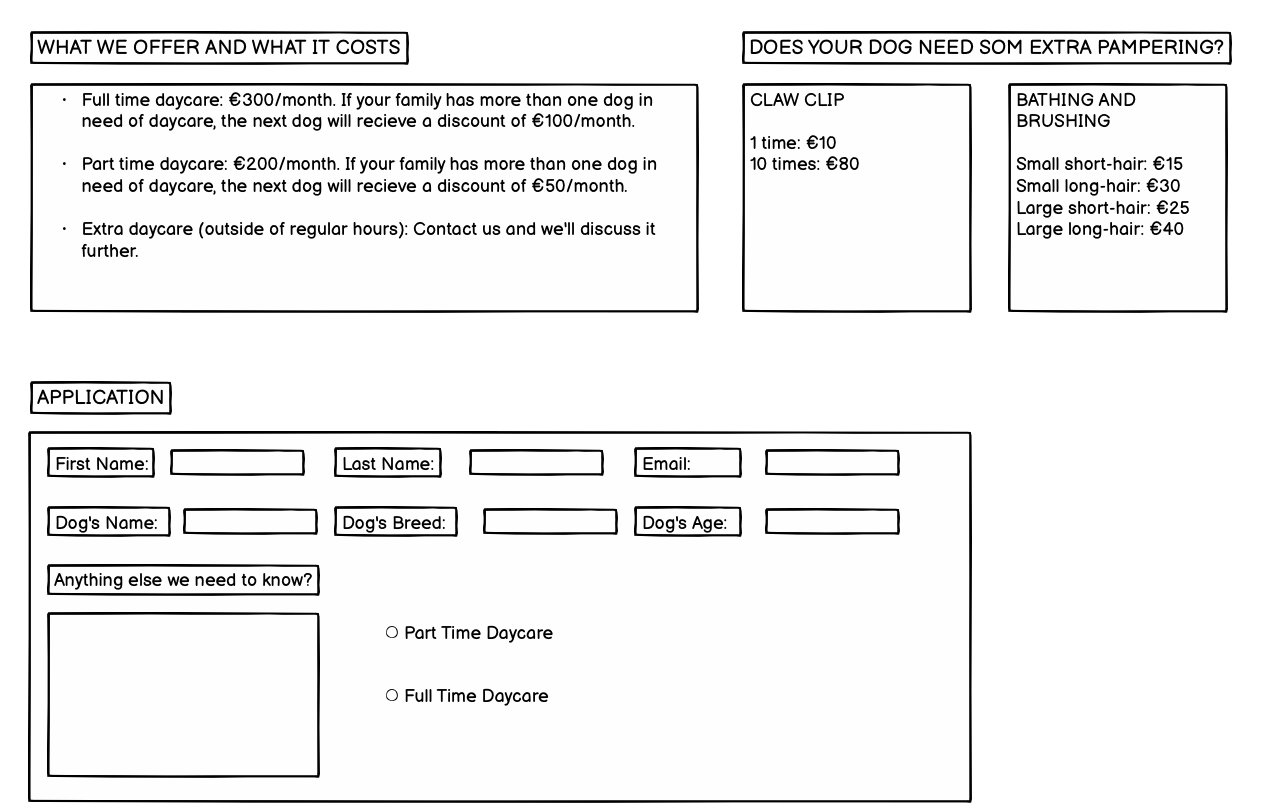 WHAT WE OFFER AND WHAT IT COSTS
• Full time daycare: €300/month. If your family has more than one dog in
need of daycare, the next dog will recieve a discount of €100/month.
• Part time daycare: €200/month. If your family has more than one dog in
need of daycare, the next dog will recieve a discount of €50/month.
• Extra daycare (outside of regular hours): Contact us and we'll discuss it
further.
DOES YOUR DOG NEED SOM EXTRA PAMPERING?
CLAW CLIP
1 time: €10
10 times: €80
BATHING AND
BRUSHING
Small short-hair: €15
Small long-hair: €30
Large short-hair: €25
Large long-hair: €40
APPLICATION
First Name: Last Name: Email:
Dog's Name: Dog's Breed: Dog's Age:
Anything else we need to know?
Part Time Daycare
Full Time Daycare